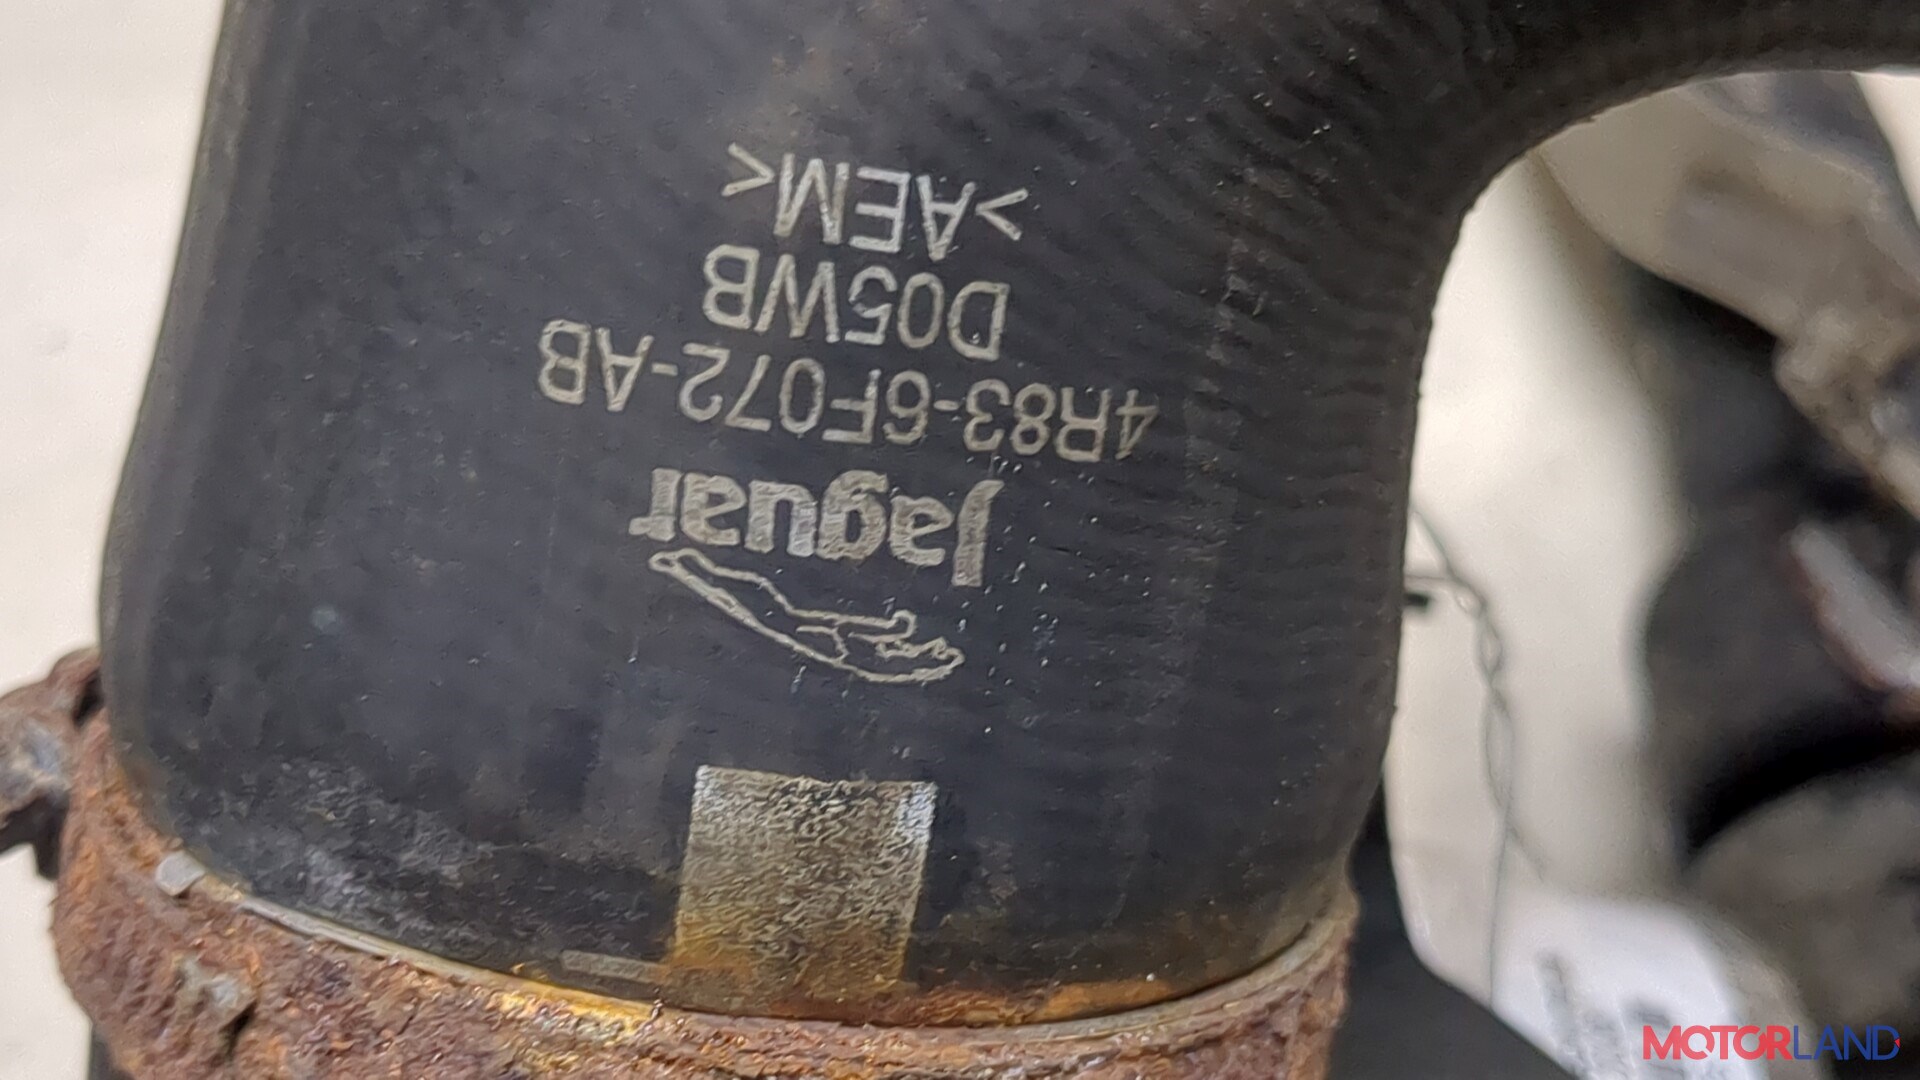 Jaguar
4R83-6F072-AB
D05WB
>AEM<
MOTORLAND